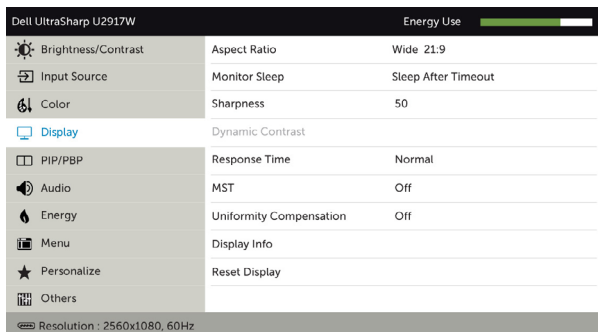 Dell UltraSharp U2917W Energy Use
Brightness/Contrast Aspect Ratio Wide 21:9
Input Source Monitor Sleep Sleep After Timeout
Color Sharpness 50
Display Dynamic Contrast
PIP/PBP Response Time Normal
Audio MST Off
Energy Uniformity Compensation Off
Menu Display Info
Personalize Reset Display
Others
Resolution : 2560x1080, 60Hz